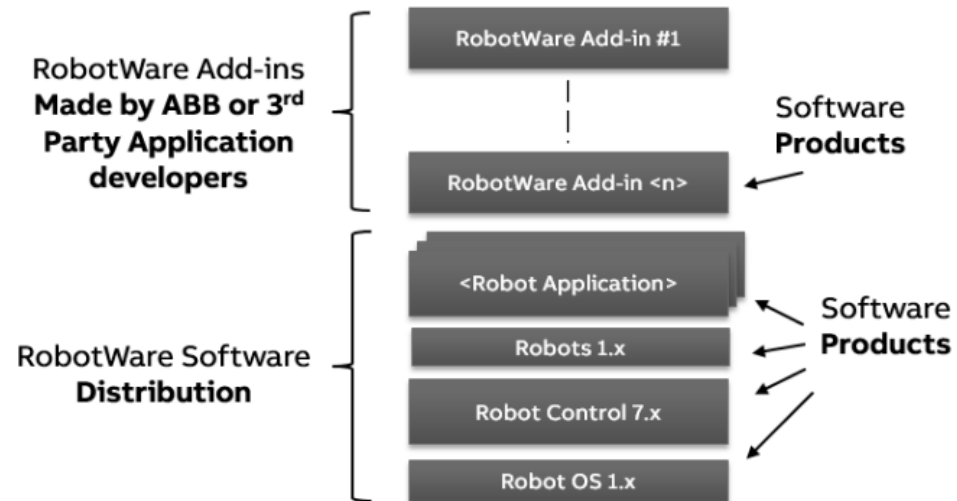 RobotWare Add-in #1
RobotWare Add-ins
Made by ABB or 3rd
Party Application
developers
Software
Products
RobotWare Add-in <n>
<Robot Application>
Software
Products
Robots 1.x
RobotWare Software
Distribution
Robot Control 7.x
Robot OS 1.x